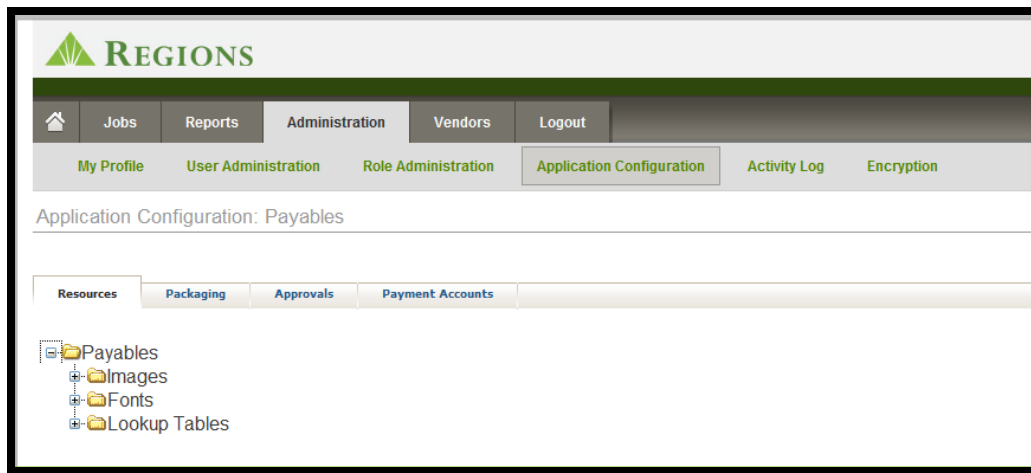 REGIONS
Jobs Reports Administration Vendors Logout
My Profile User Administration Role Administration Application Configuration Activity Log Encryption
Application Configuration: Payables
Resources Packaging Approvals Payment Accounts
Payables
Images
Fonts
Lookup Tables